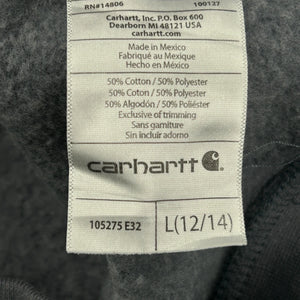 RN#14806 100127
Carhartt, Inc. P.O. Box 600
Dearborn MI 48121 USA
carhartt.com
Made in Mexico
Fabriqué au Mexique
Hecho en México
50% Cotton / 50% Polyester
50% Coton / 50% Polyester
50% Algodón / 50% Poliéster
Exclusive of trimming
Sans garniture
Sin incluir adornos
carhartt
105275 E32 L(12/14)